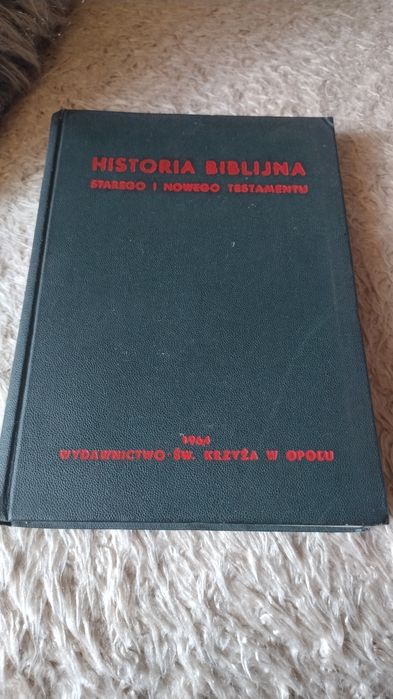 HISTORIA BIBLIJNA
STAREGO I NOWEGO TESTAMENTU
1964
WYDAWNICTWO ŚW. KRZYŻA W OPOLU